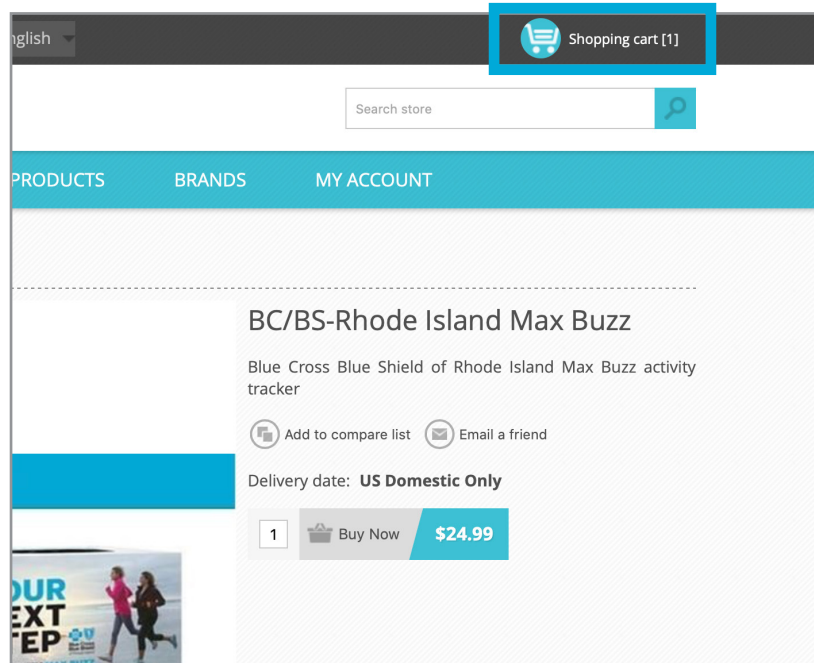 nglish
Shopping cart [1]
Search store
PRODUCTS BRANDS MY ACCOUNT
BC/BS-Rhode Island Max Buzz
Blue Cross Blue Shield of Rhode Island Max Buzz activity
tracker
Add to compare list Email a friend
Delivery date: US Domestic Only
1 Buy Now $24.99
OUR
EXT
TEP
MAX BUZZ